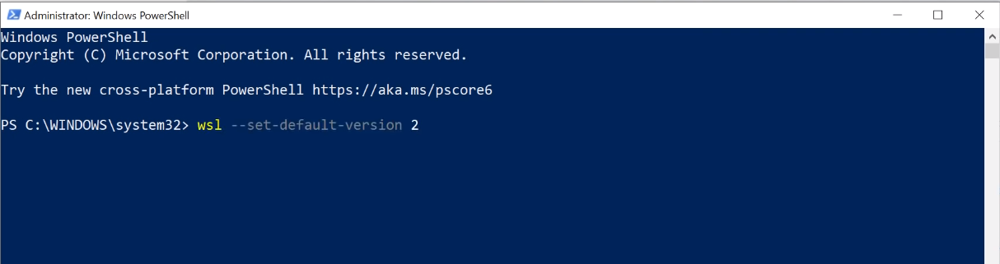 Administrator: Windows PowerShell
Windows PowerShell
Copyright (C) Microsoft Corporation. All rights reserved.
Try the new cross-platform PowerShell https://aka.ms/pscore6
PS C:\WINDOWS\system32> wsl --set-default-version 2